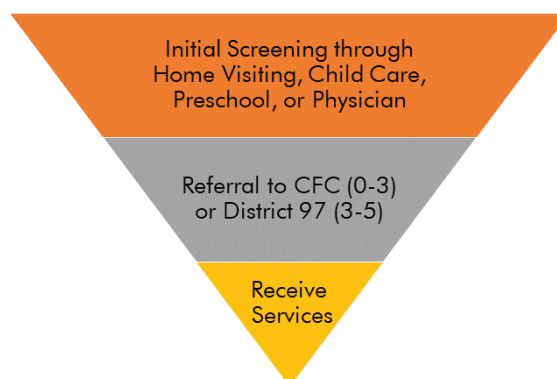 Initial Screening through
Home Visiting, Child Care,
Preschool, or Physician
Referral to CFC (0-3)
or District 97 (3-5)
Receive
Services